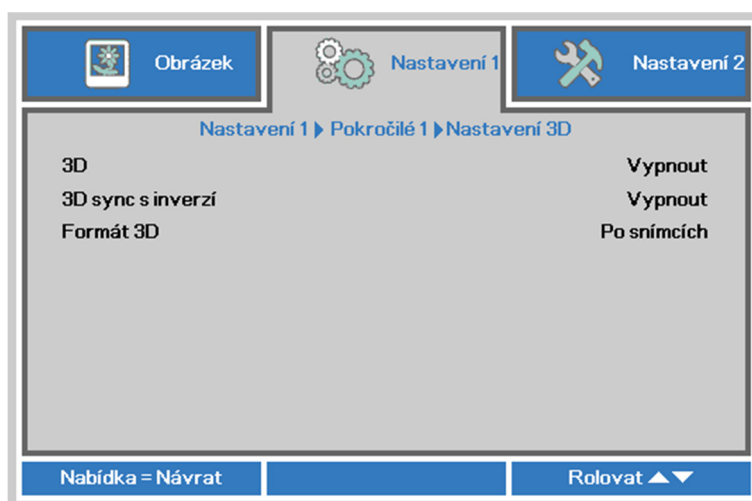 Obrázek Nastavení 1 Nastavení 2
Nastavení 1 Pokročilé 1 Nastavení 3D
3D Vypnout
3D sync s inverzí Vypnout
Formát 3D Po snímcích
Nabídka = Návrat Rolovat